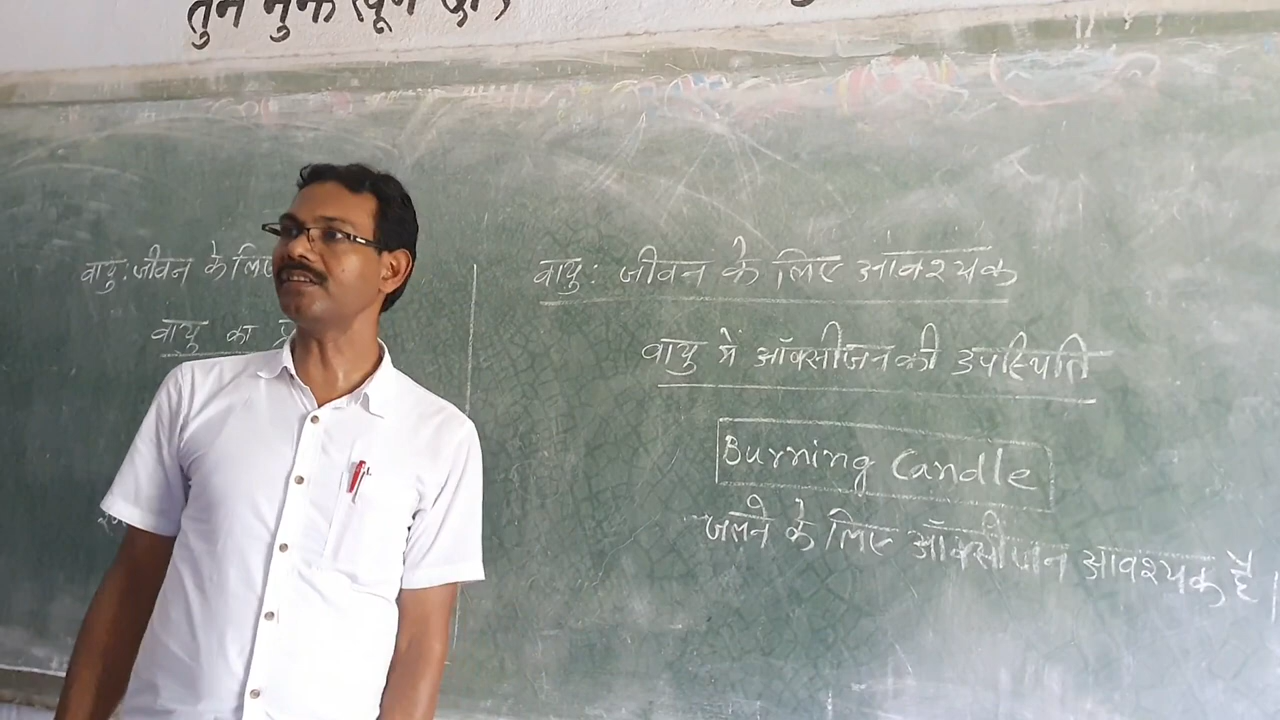 तुम मुझे खून दो,
वायु: जीवन के लिए
वायु का
वायु: जीवन के लिए आवश्यक
वायु में ऑक्सीजन की उपस्थिति
Burning Candle
जलने के लिए ऑक्सीजन आवश्यक है।